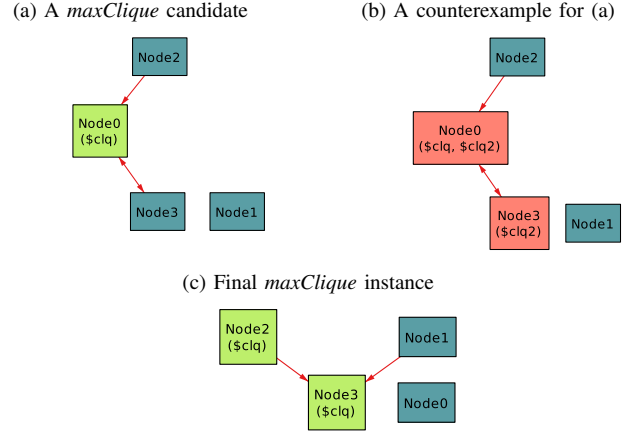 (a) A maxClique candidate
(b) A counterexample for (a)
Node2
Node0
($clq)
Node3
Node1
Node2
Node0
($clq, $clq2)
Node3
($clq2)
Node1
(c) Final maxClique instance
Node2
($clq)
Node1
Node3
($clq)
Node0